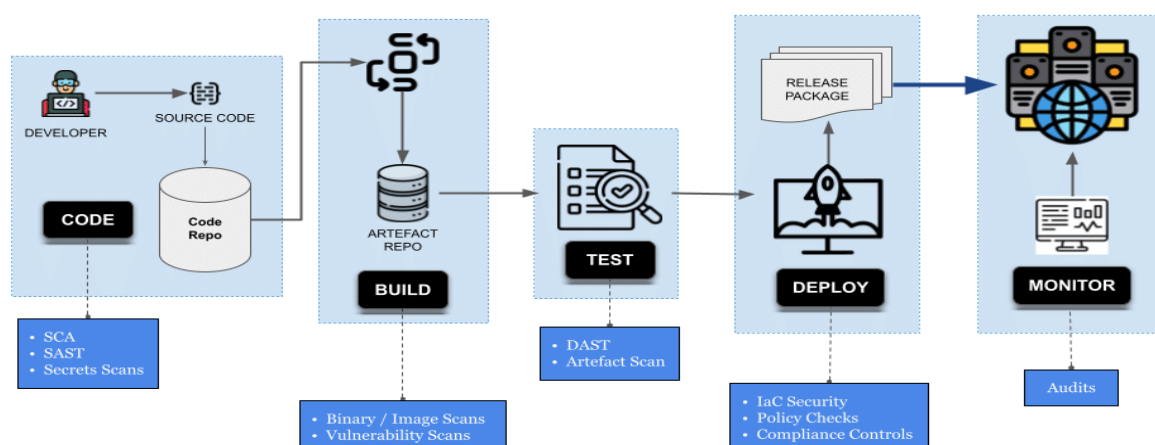 DEVELOPER
SOURCE CODE
Code
Repo
CODE
• SCA
• SAST
• Secrets Scans
ARTEFACT
REPO
BUILD
• Binary / Image Scans
• Vulnerability Scans
TEST
• DAST
• Artefact Scan
RELEASE
PACKAGE
DEPLOY
• IaC Security
• Policy Checks
• Compliance Controls
MONITOR
Audits